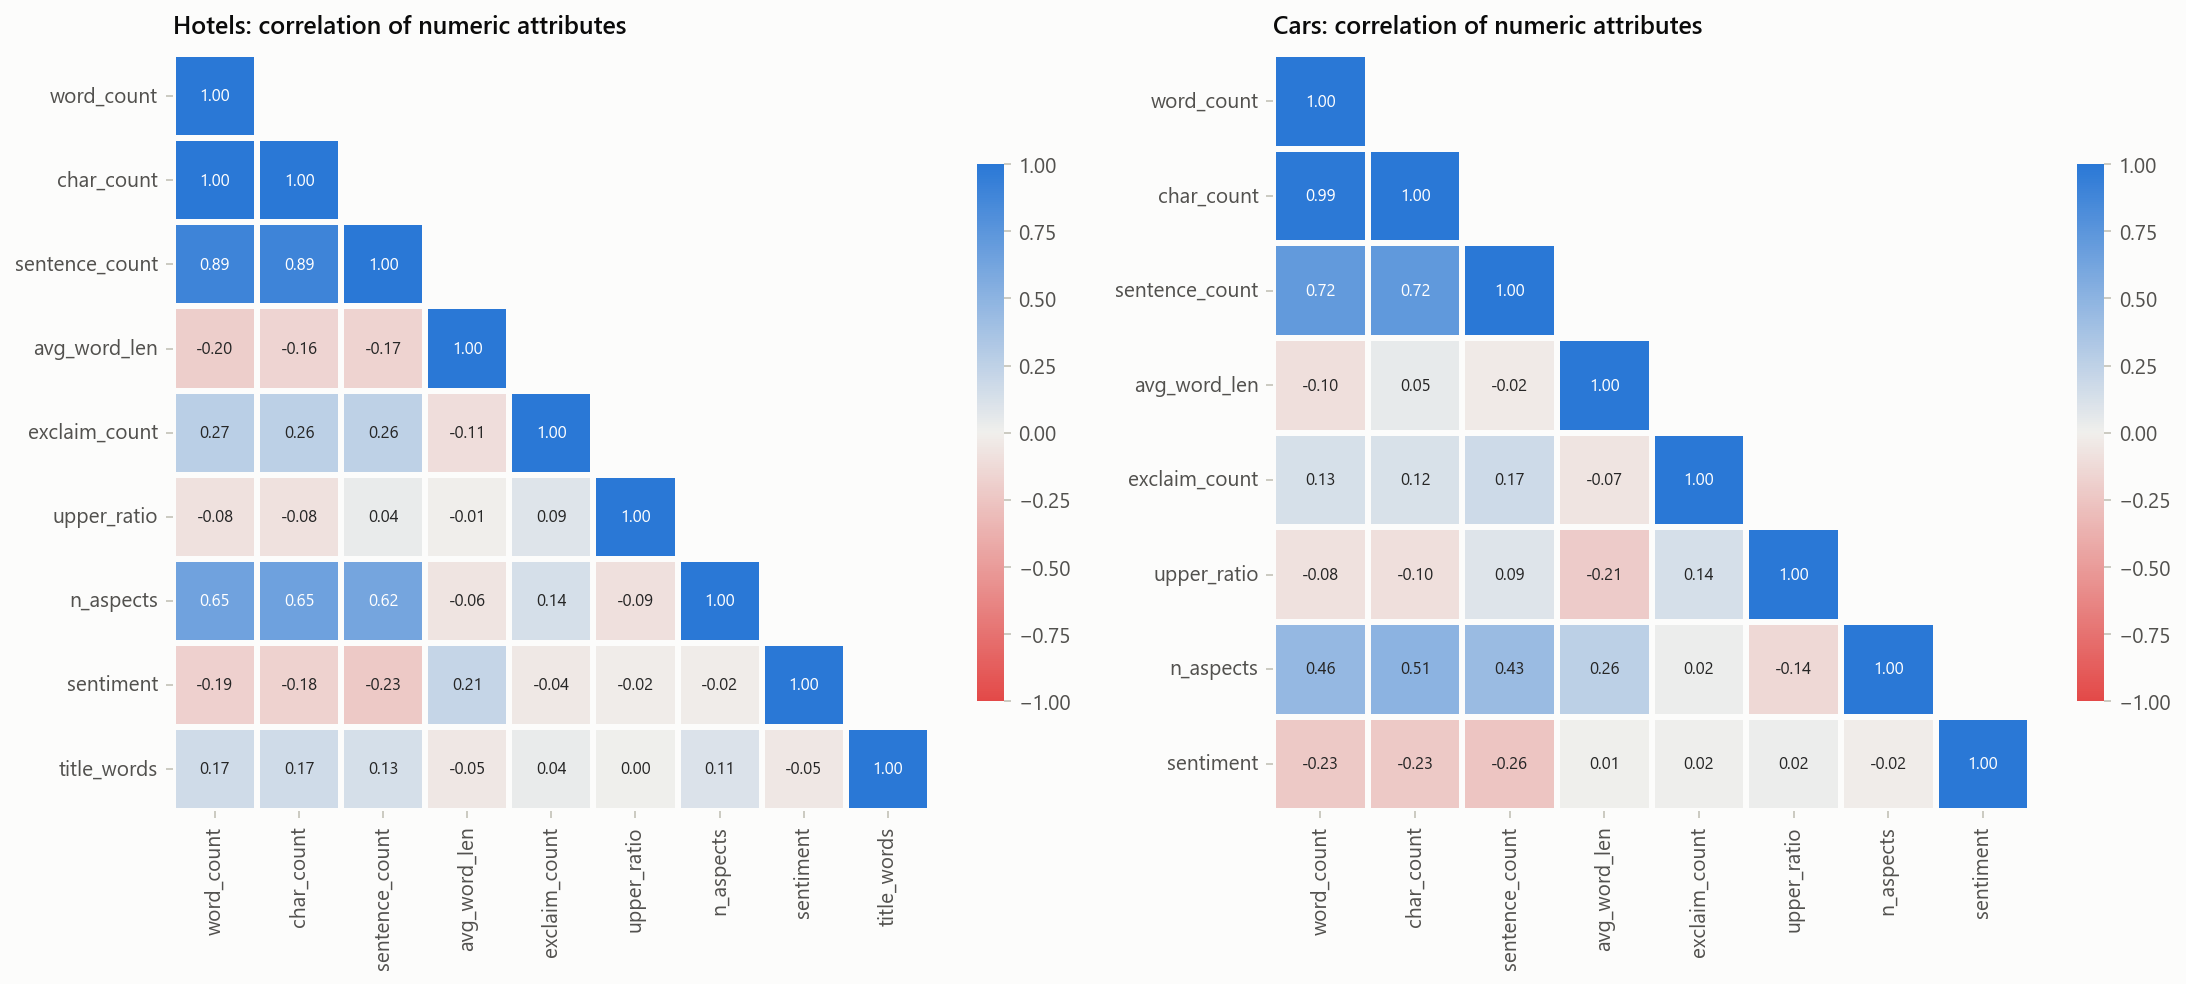 Hotels: correlation of numeric attributes
word_count 1.00
char_count 1.00 1.00
sentence_count 0.89 0.89 1.00
avg_word_len -0.20 -0.16 -0.17 1.00
exclaim_count 0.27 0.26 0.26 -0.11 1.00
upper_ratio -0.08 -0.08 0.04 -0.01 0.09 1.00
n_aspects 0.65 0.65 0.62 -0.06 0.14 -0.09 1.00
sentiment -0.19 -0.18 -0.23 0.21 -0.04 -0.02 -0.02 1.00
title_words 0.17 0.17 0.13 -0.05 0.04 0.00 0.11 -0.05 1.00
word_count
char_count
sentence_count
avg_word_len
exclaim_count
upper_ratio
n_aspects
sentiment
title_words
1.00
0.75
0.50
0.25
0.00
−0.25
−0.50
−0.75
−1.00
Cars: correlation of numeric attributes
word_count 1.00
char_count 0.99 1.00
sentence_count 0.72 0.72 1.00
avg_word_len -0.10 0.05 -0.02 1.00
exclaim_count 0.13 0.12 0.17 -0.07 1.00
upper_ratio -0.08 -0.10 0.09 -0.21 0.14 1.00
n_aspects 0.46 0.51 0.43 0.26 0.02 -0.14 1.00
sentiment -0.23 -0.23 -0.26 0.01 0.02 0.02 -0.02 1.00
word_count
char_count
sentence_count
avg_word_len
exclaim_count
upper_ratio
n_aspects
sentiment
1.00
0.75
0.50
0.25
0.00
−0.25
−0.50
−0.75
−1.00